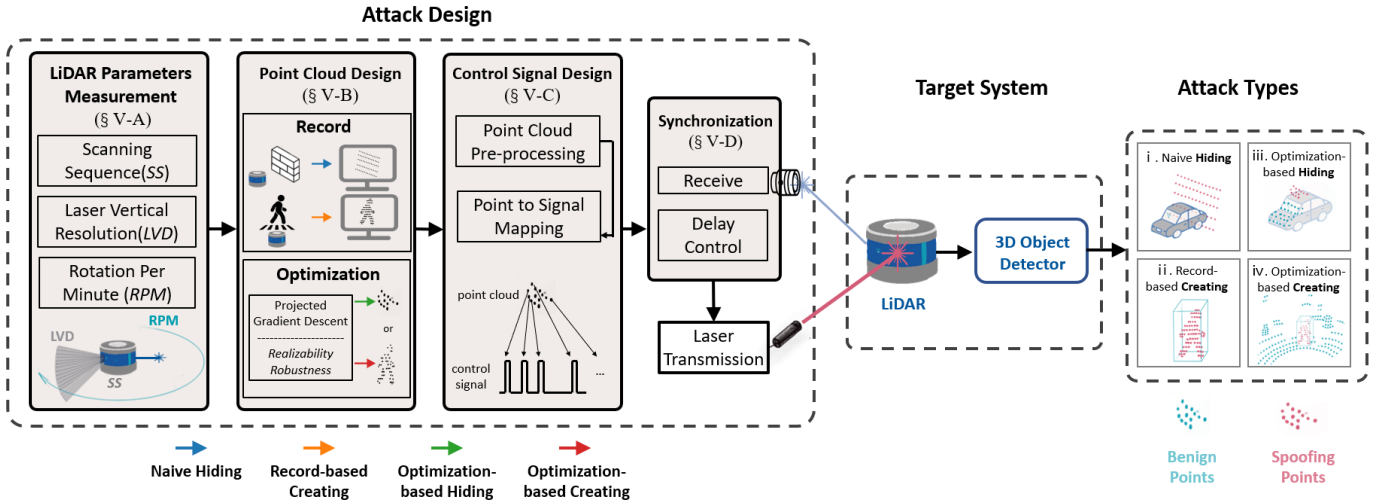 Attack Design
LiDAR Parameters
Measurement
(§ V-A)
Scanning
Sequence(SS)
Laser Vertical
Resolution(LVD)
Rotation Per
Minute (RPM)
RPM
LVD
SS
Point Cloud Design
(§ V-B)
Record
Optimization
Projected
Gradient Descent
Realizability
Robustness
or
Control Signal Design
(§ V-C)
Point Cloud
Pre-processing
Point to Signal
Mapping
point cloud
control
signal
...
Synchronization
(§ V-D)
Receive
Delay
Control
Laser
Transmission
Target System
LiDAR
3D Object
Detector
Attack Types
i . Naive Hiding
iii. Optimization-
based Hiding
ii. Record-
based Creating
iv. Optimization-
based Creating
Benign
Points
Spoofing
Points
Naive Hiding
Record-based
Creating
Optimization-
based Hiding
Optimization-
based Creating